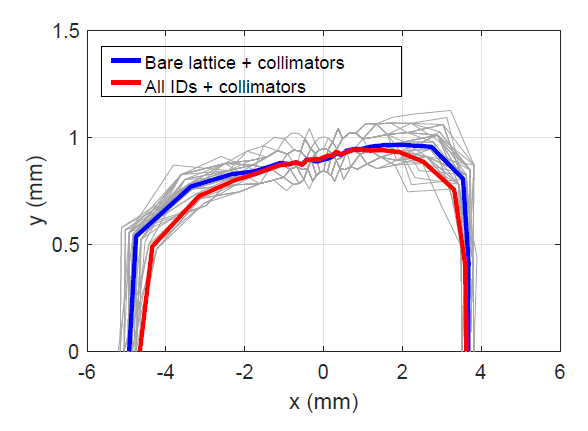 1.5
Bare lattice + collimators
All IDs + collimators
1
y (mm)
0.5
0
-6 -4 -2 0 2 4 6
x (mm)